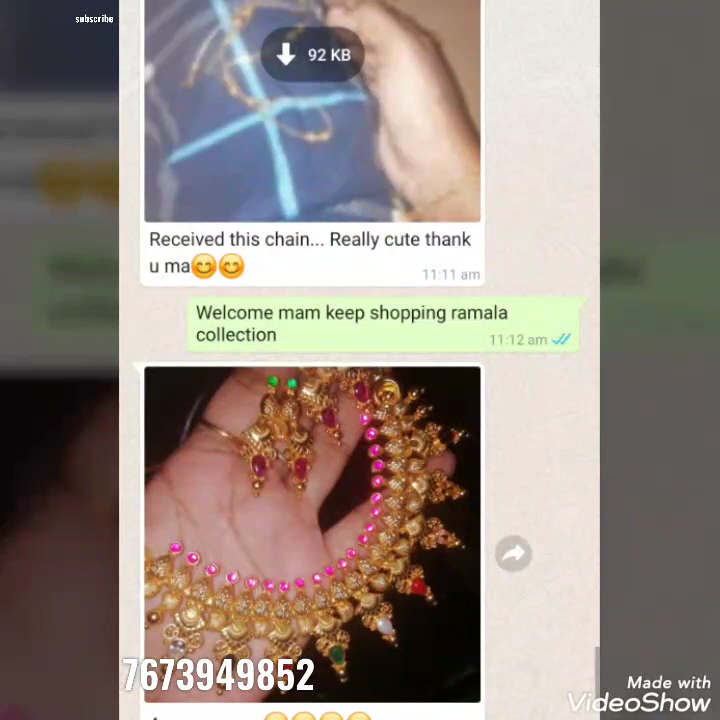 subscribe
92 KB
Received this chain... Really cute thank
u ma😊😊
11:11 am
Welcome mam keep shopping ramala
collection
11:12 am
7673949852
Made with
VideoShow